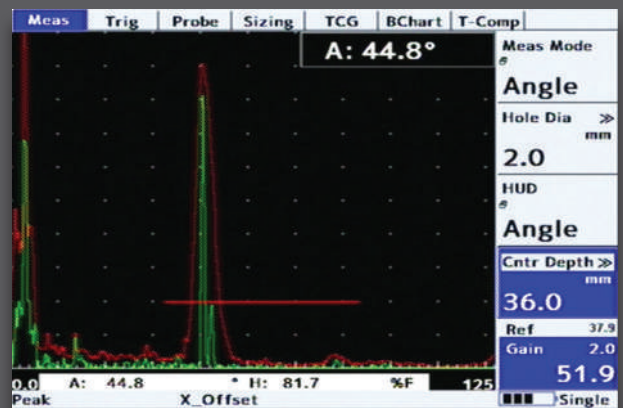 Meas Trig Probe Sizing TCG BChart T-Comp
A: 44.8°
Meas Mode
Angle
Hole Dia >>
mm
2.0
HUD
Angle
Cntr Depth >>
mm
36.0
Ref 37.9
Gain 2.0
51.9
0.0 A: 44.8 ° H: 81.7 %F 125
Peak X_Offset Single